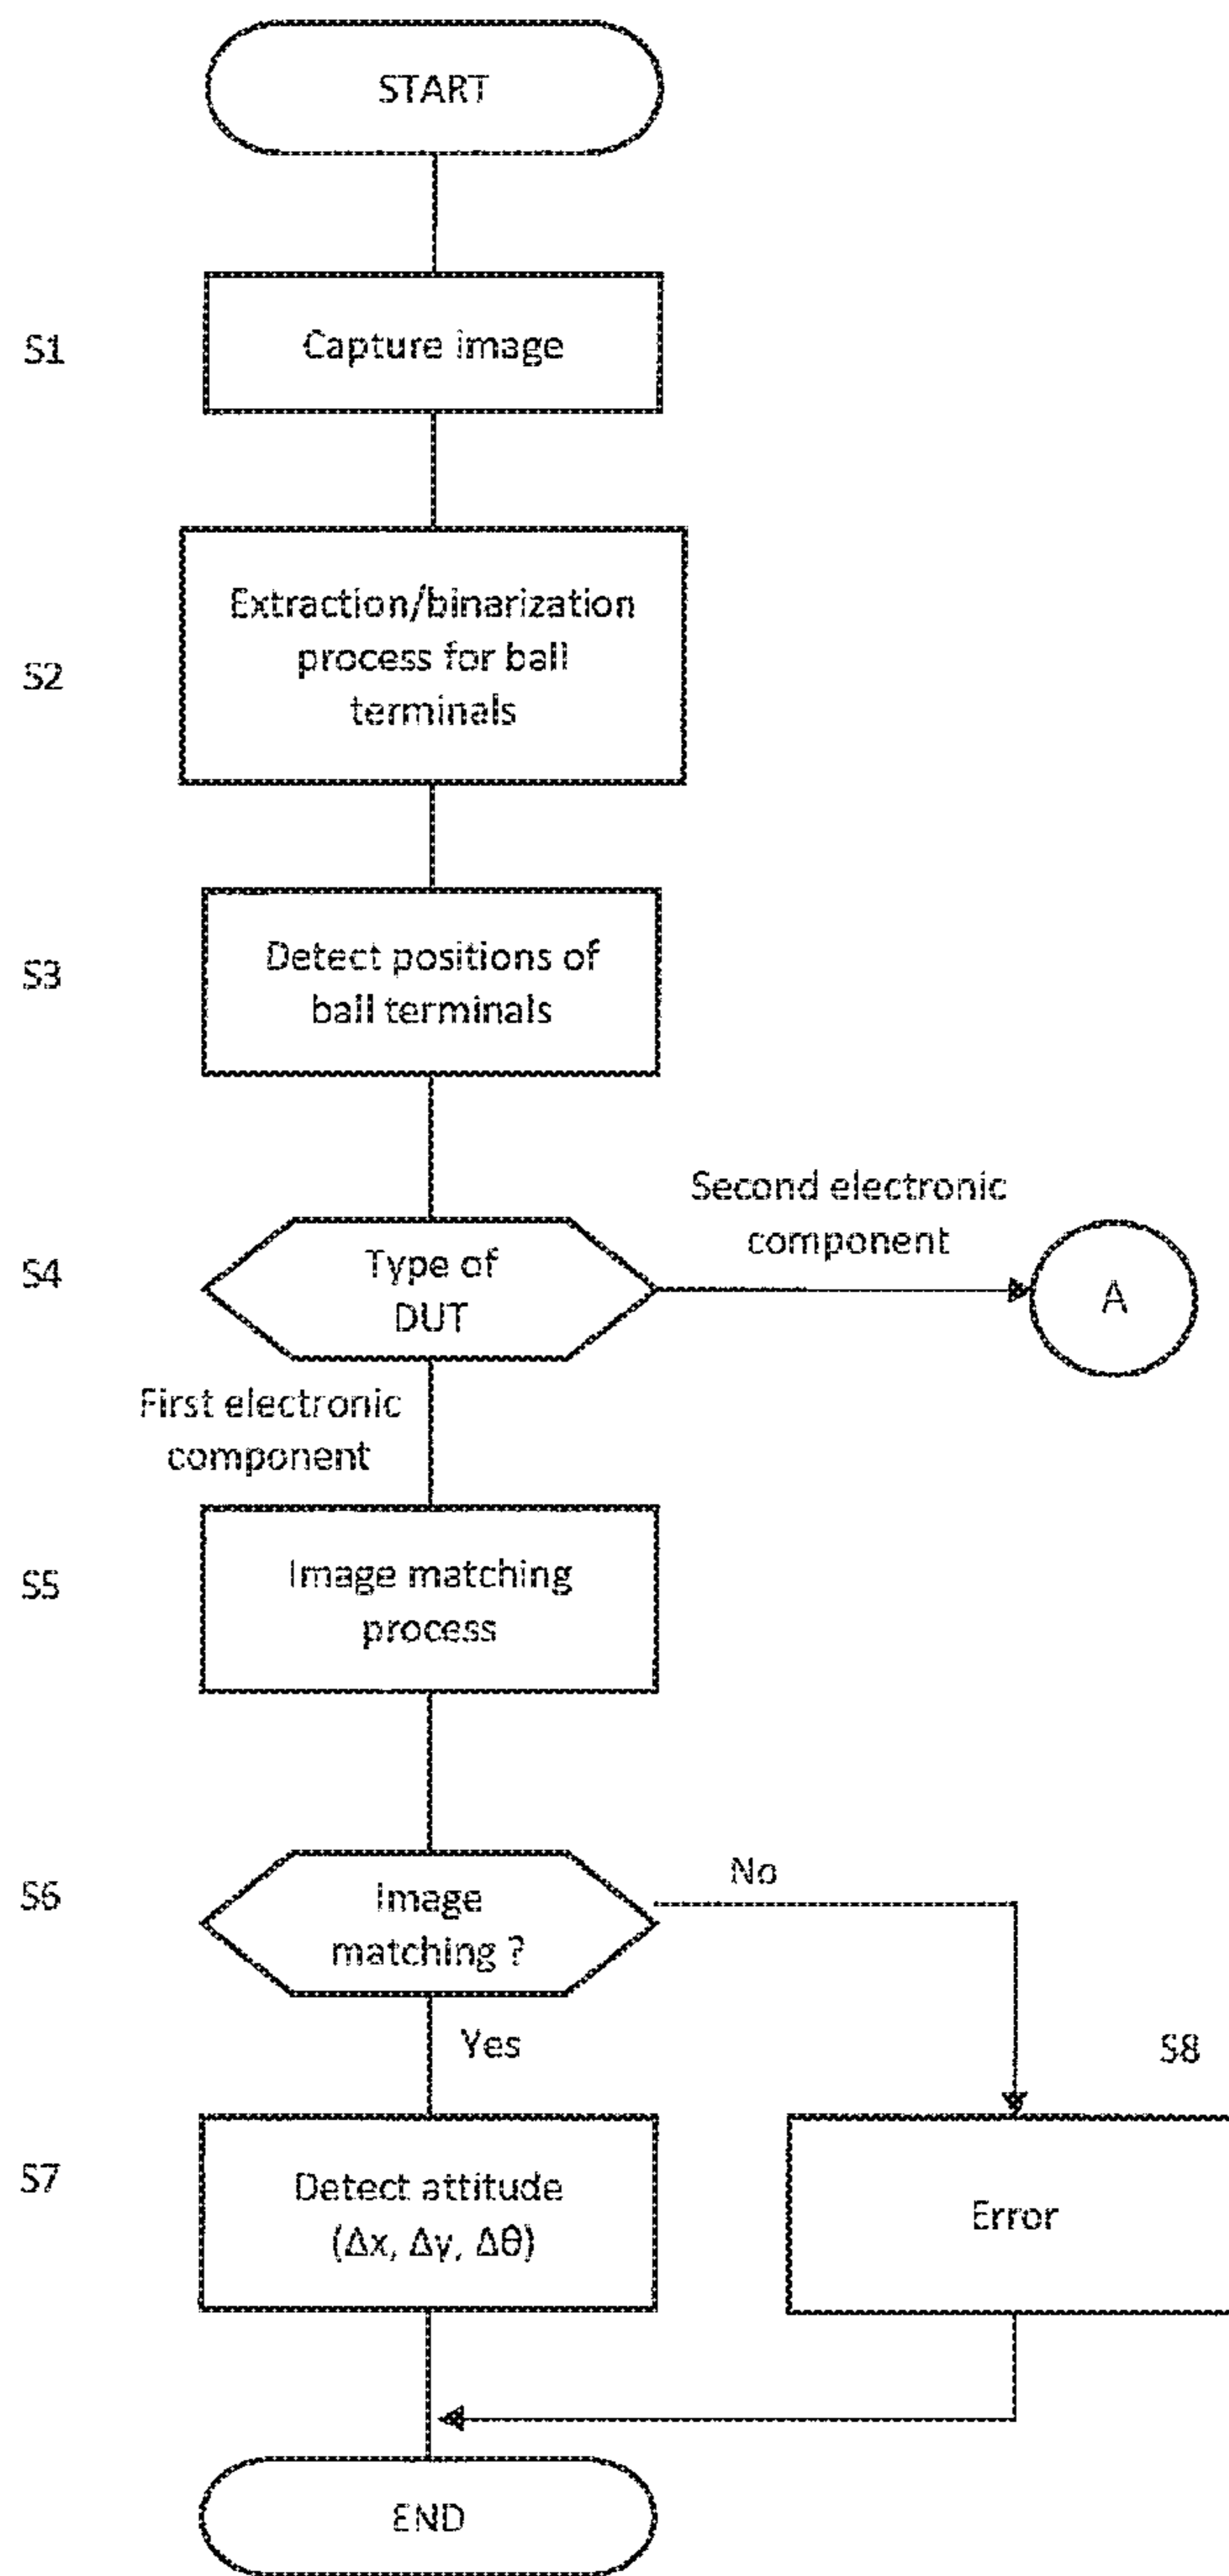 START
S1
Capture image
S2
Extraction/binarization
process for ball
terminals
S3
Detect positions of
ball terminals
S4
Type of
DUT
Second electronic
component
A
First electronic
component
S5
Image matching
process
S6
Image
matching ?
No
Yes
S8
S7
Detect attitude
(Δx, Δy, Δθ)
Error
END